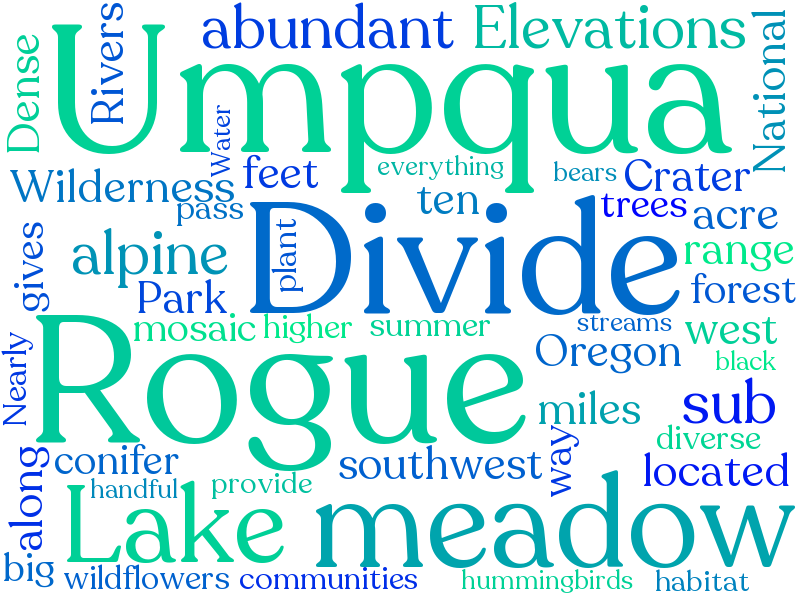 abundant Elevations
Dense
Rivers
Umpqua
National
Water
everything
bears
Wilderness
feet
Crater
pass
ten
trees
acre
Divide
plant
alpine
gives
range
Park
forest
mosaic higher summer
streams
west
Nearly
Rogue
Oregon
black
miles
sub
way
diverse
along
conifer
southwest
located
handful
provide
Lake
meadow
big
wildflowers communities
hummingbirds habitat